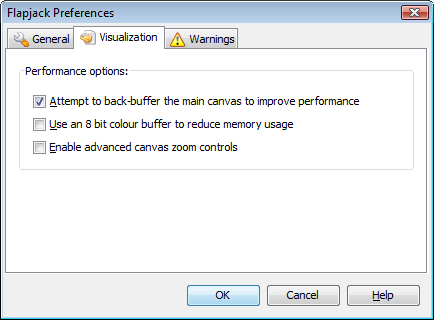 Flapjack Preferences
General Visualization Warnings
Performance options:
Attempt to back-buffer the main canvas to improve performance
Use an 8 bit colour buffer to reduce memory usage
Enable advanced canvas zoom controls
OK Cancel Help